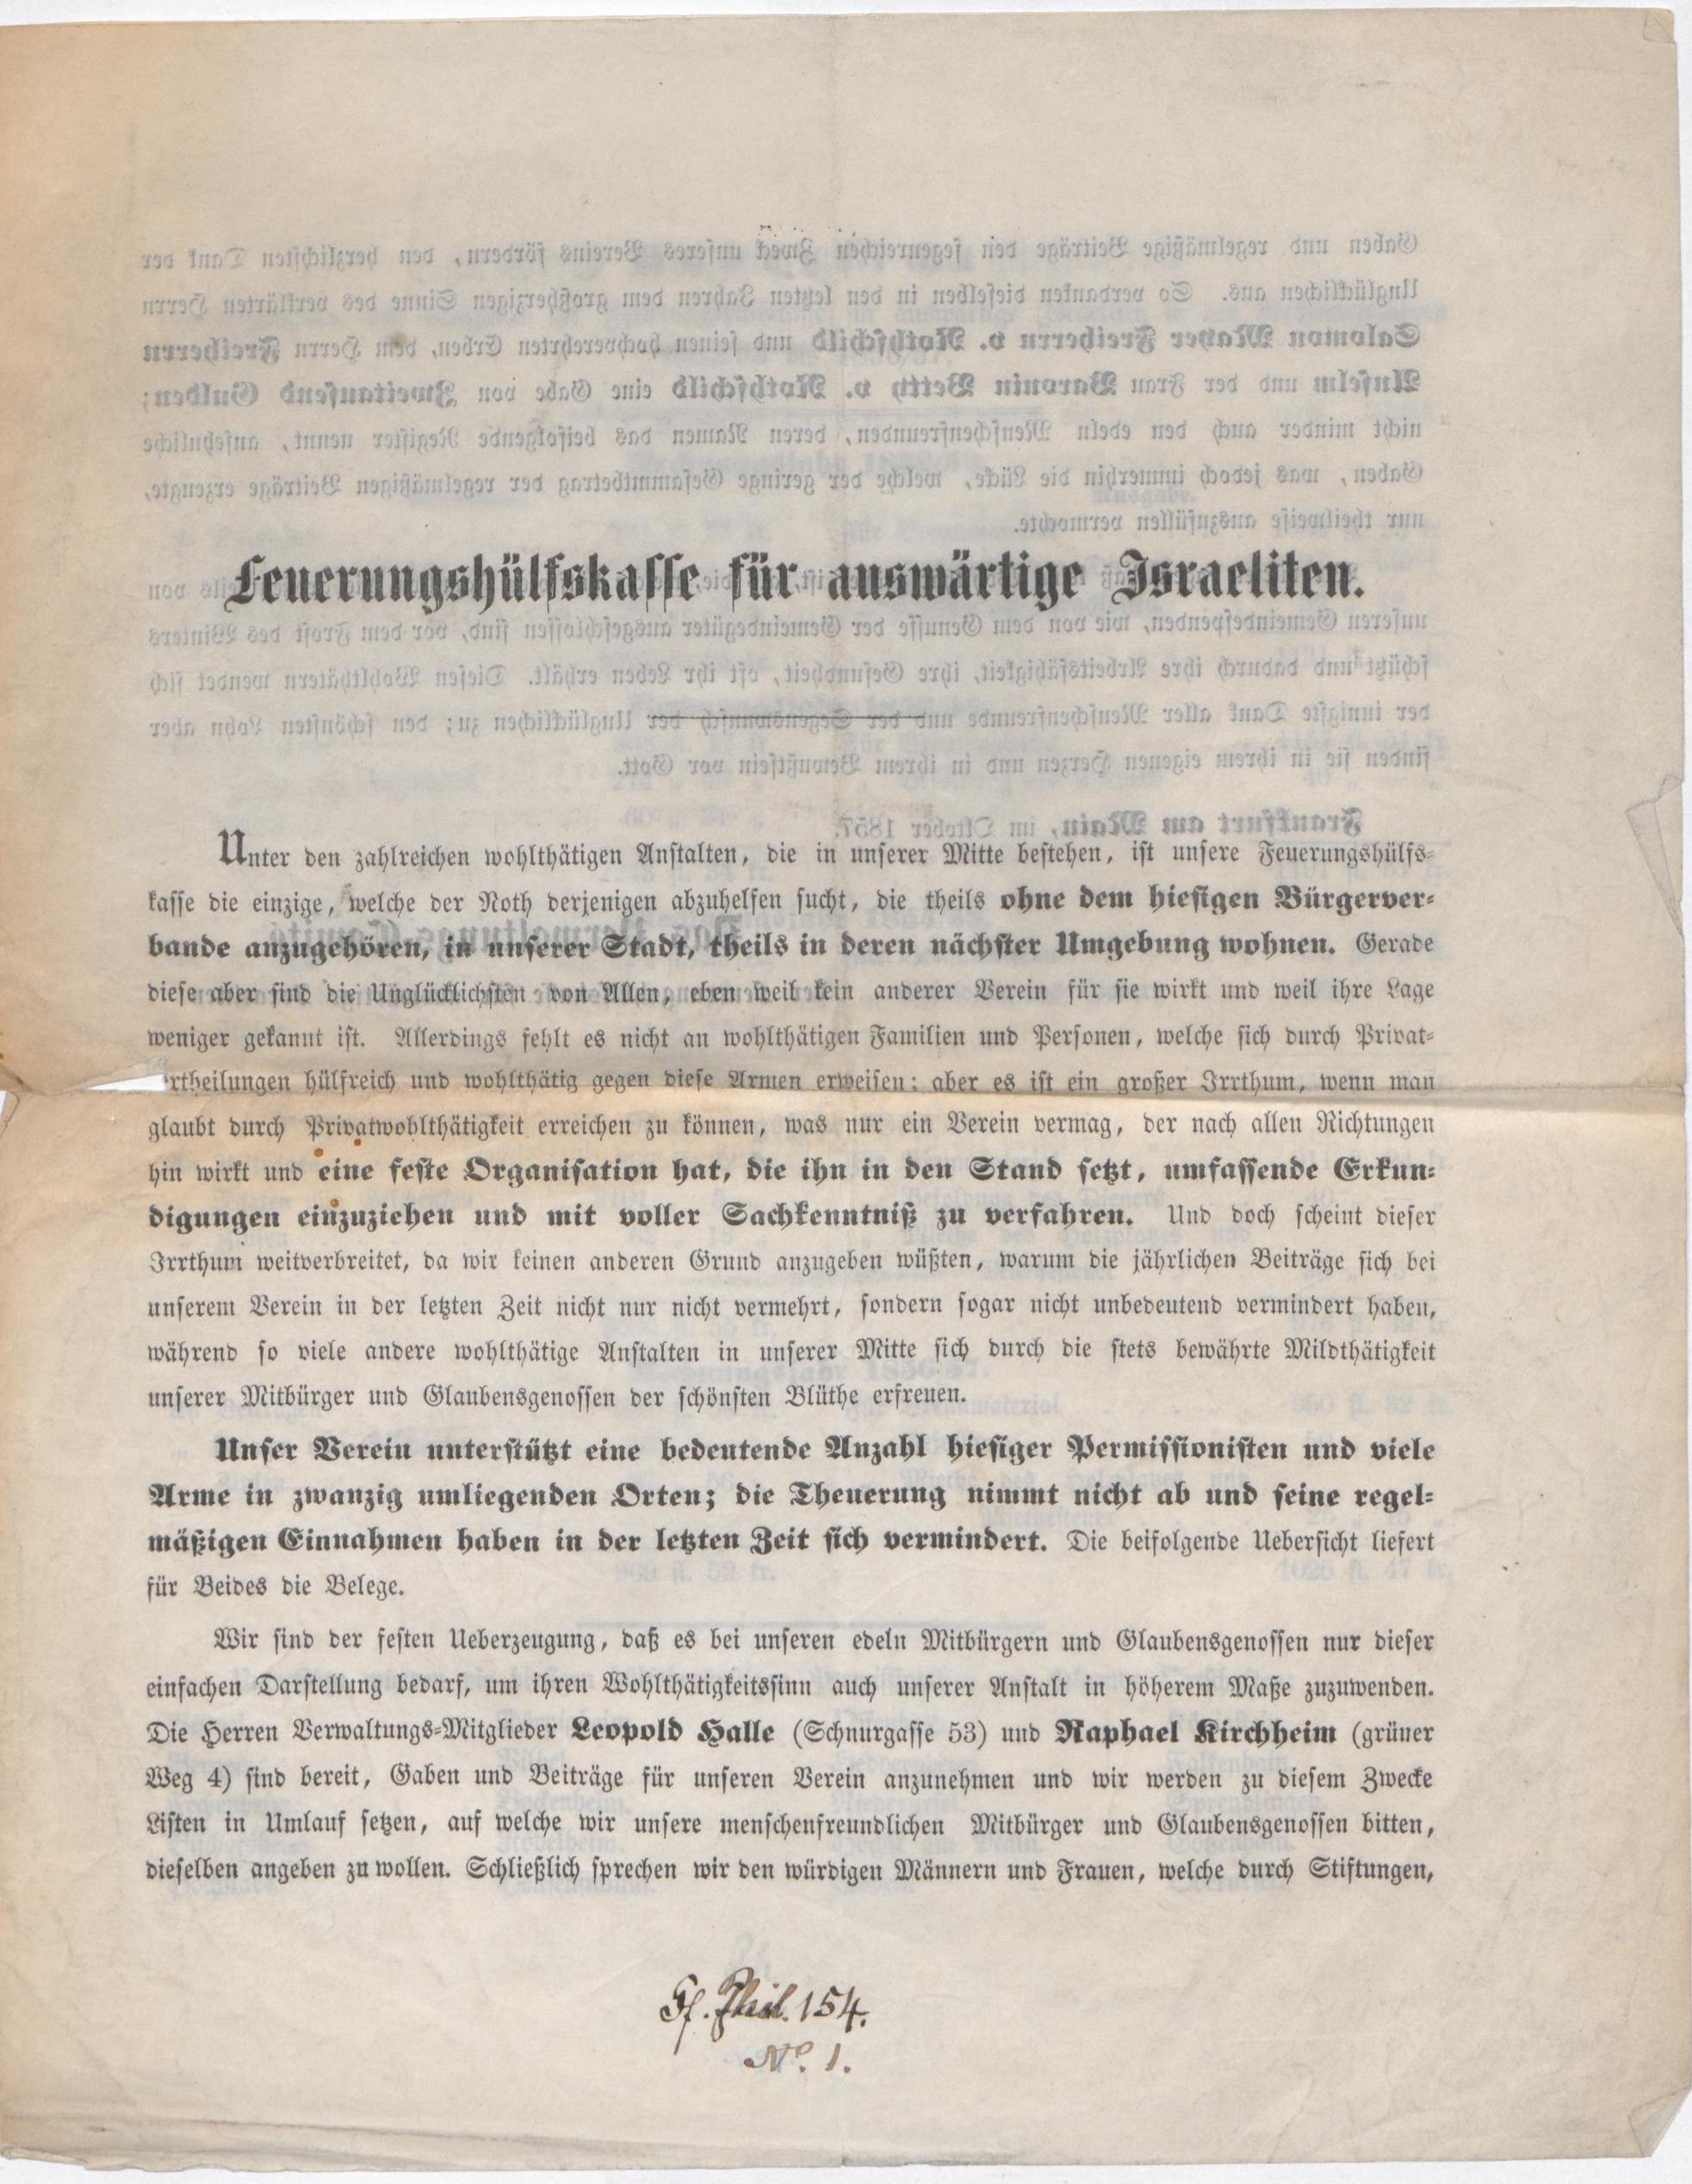 Feuerungshülfskasse für auswärtige Israeliten.
Unter den zahlreichen wohlthätigen Anstalten, die in unserer Mitte bestehen, ist unsere Feuerungshülfs-
kasse die einzige, welche der Noth derjenigen abzuhelfen sucht, die theils ohne dem hiesigen Bürgerver-
bande anzugehören, in unserer Stadt, theils in deren nächster Umgebung wohnen. Gerade
diese aber sind die Unglücklichsten von Allen, eben weil kein anderer Verein für sie wirkt und weil ihre Lage
weniger gekannt ist. Allerdings fehlt es nicht an wohlthätigen Familien und Personen, welche sich durch Privat-
ertheilungen hülfreich und wohlthätig gegen diese Armen erweisen; aber es ist ein großer Irrthum, wenn man
glaubt durch Privatwohlthätigkeit erreichen zu können, was nur ein Verein vermag, der nach allen Richtungen
hin wirkt und eine feste Organisation hat, die ihn in den Stand setzt, umfassende Erkun-
digungen einzuziehen und mit voller Sachkenntniß zu verfahren. Und doch scheint dieser
Irrthum weitverbreitet, da wir keinen anderen Grund anzugeben wüßten, warum die jährlichen Beiträge sich bei
unserem Verein in der letzten Zeit nicht nur nicht vermehrt, sondern sogar nicht unbedeutend vermindert haben,
während so viele andere wohlthätige Anstalten in unserer Mitte sich durch die stets bewährte Mildthätigkeit
unserer Mitbürger und Glaubensgenossen der schönsten Blüthe erfreuen.
Unser Verein unterstützt eine bedeutende Anzahl hiesiger Permissionisten und viele
Arme in zwanzig umliegenden Orten; die Theuerung nimmt nicht ab und seine regel-
mäßigen Einnahmen haben in der letzten Zeit sich vermindert. Die beifolgende Uebersicht liefert
für Beides die Belege.
Wir sind der festen Ueberzeugung, daß es bei unseren edeln Mitbürgern und Glaubensgenossen nur dieser
einfachen Darstellung bedarf, um ihren Wohlthätigkeitssinn auch unserer Anstalt in höherem Maße zuzuwenden.
Die Herren Verwaltungs-Mitglieder Leopold Halle (Schnurgasse 53) und Raphael Kirchheim (grüner
Weg 4) sind bereit, Gaben und Beiträge für unseren Verein anzunehmen und wir werden zu diesem Zwecke
Listen in Umlauf setzen, auf welche wir unsere menschenfreundlichen Mitbürger und Glaubensgenossen bitten,
dieselben angeben zu wollen. Schließlich sprechen wir den würdigen Männern und Frauen, welche durch Stiftungen,
Ff. Phil. 154.
No. 1.